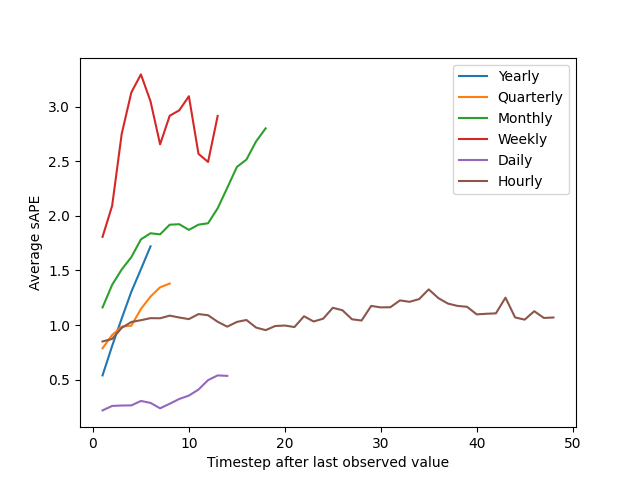 Yearly
Quarterly
Monthly
Weekly
Daily
Hourly
3.0
2.5
2.0
1.5
1.0
0.5
Average sAPE
0 10 20 30 40 50
Timestep after last observed value